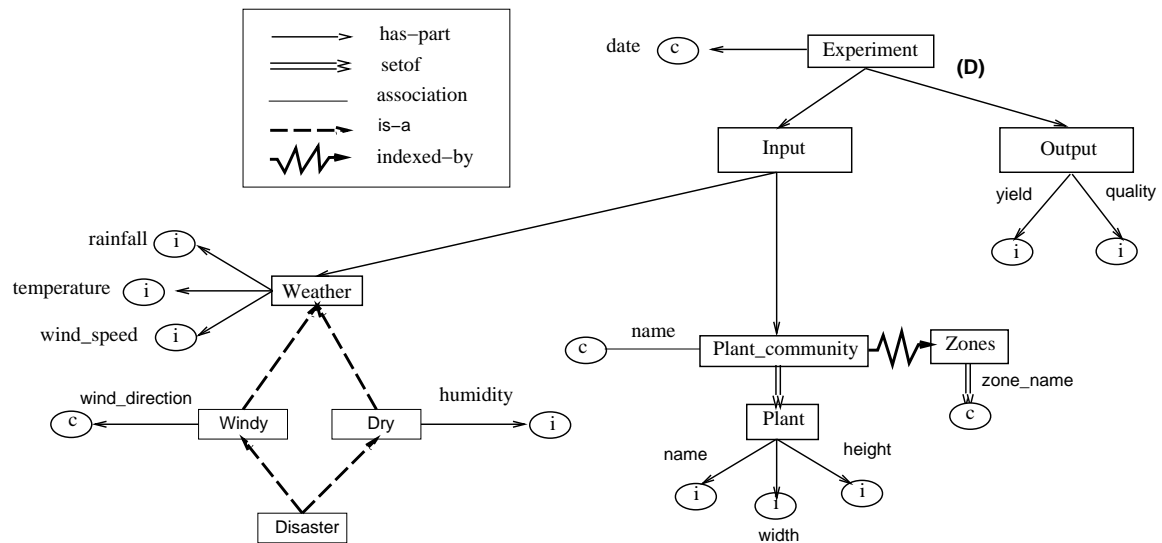 has-part
setof
association
is-a
indexed-by
date
c
Experiment
(D)
Input
Output
yield
quality
i
i
rainfall
i
temperature
i
Weather
wind_speed
i
name
c
Plant_community
Zones
zone_name
c
wind_direction
c
Windy
Dry
humidity
i
Plant
name
height
i
i
i
width
Disaster